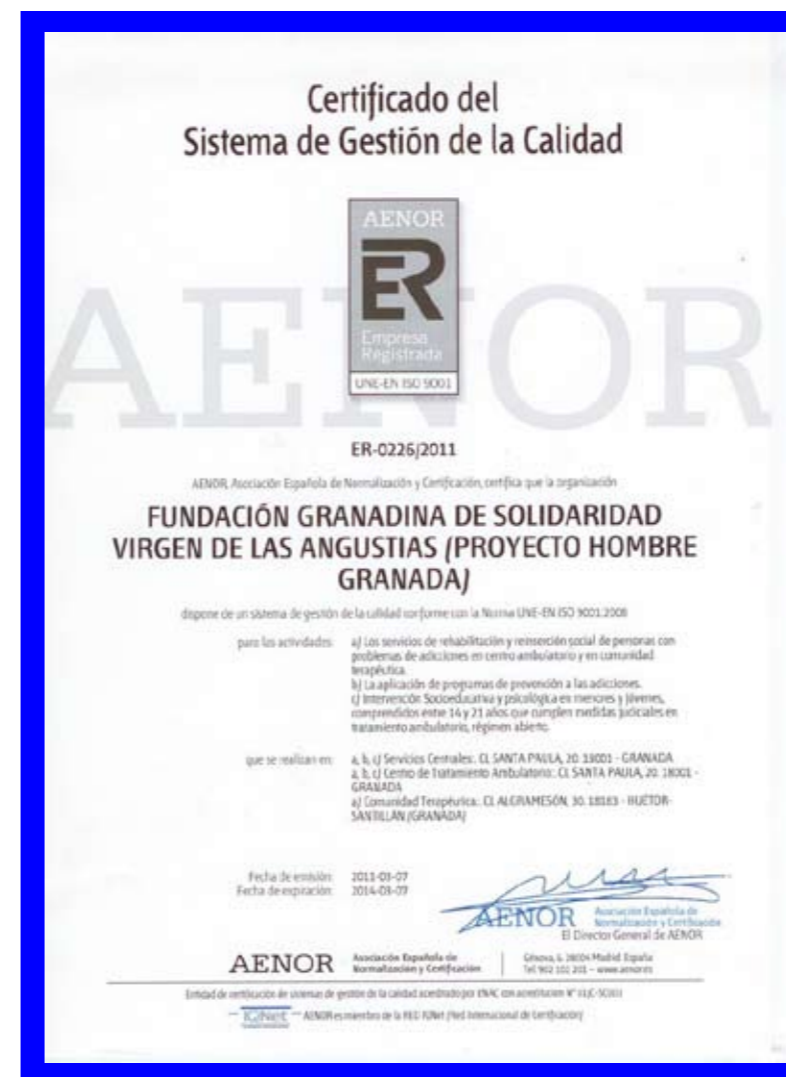 Certificado del
Sistema de Gestión de la Calidad
AENOR
AENOR
ER
Empresa
Registrada
UNE-EN ISO 9001
ER-0226/2011
AENOR, Asociación Española de Normalización y Certificación, certifica que la organización
FUNDACIÓN GRANADINA DE SOLIDARIDAD
VIRGEN DE LAS ANGUSTIAS (PROYECTO HOMBRE
GRANADA)
dispone de un sistema de gestión de la calidad conforme con la Norma UNE-EN ISO 9001:2008
para las actividades:
a) Los servicios de rehabilitación y reinserción social de personas con
problemas de adicciones en centro ambulatorio y en comunidad
terapéutica.
b) La aplicación de programas de prevención a las adicciones.
c) Intervención Socioeducativa y psicológica en menores y jóvenes,
comprendidos entre 14 y 21 años que cumplen medidas judiciales en
tratamiento ambulatorio, régimen abierto.
que se realizan en:
a, b, c) Servicios Centrales:. CL SANTA PAULA, 20. - GRANADA
a, b, c) Centro de Tratamiento Ambulatorio:. CL SANTA PAULA, 20. 18001 -
GRANADA
a) Comunidad Terapéutica:. CL ALGRAMESÓN, 30. 18183 - HUÉTOR-
SANTILLÁN (GRANADA)
Fecha de emisión: 2011-03-07
Fecha de expiración: 2014-03-07
AENOR Asociación Española de
Normalización y Certificación
El Director General de AENOR
AENOR Asociación Española de
Normalización y Certificación
Génova, 6. 28004 Madrid. España
Tel. 902 102 201 – www.aenor.es
Entidad de certificación de sistemas de gestión de la calidad acreditada por ENAC con acreditación Nº
IQNet AENOR es miembro de la RED IQNet (Red Internacional de Certificación)